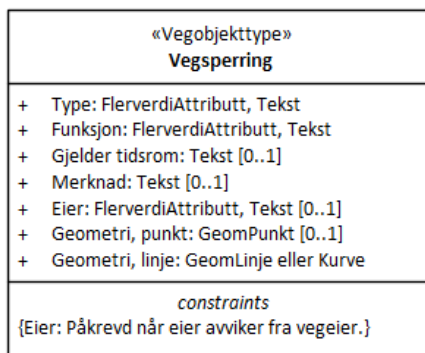 «Vegobjekttype»
Vegsperring
+ Type: FlerverdiAttributt, Tekst
+ Funksjon: FlerverdiAttributt, Tekst
+ Gjelder tidsrom: Tekst [0..1]
+ Merknad: Tekst [0..1]
+ Eier: FlerverdiAttributt, Tekst [0..1]
+ Geometri, punkt: GeomPunkt [0..1]
+ Geometri, linje: GeomLinje eller Kurve
constraints
{Eier: Påkrevd når eier avviker fra vegeier.}